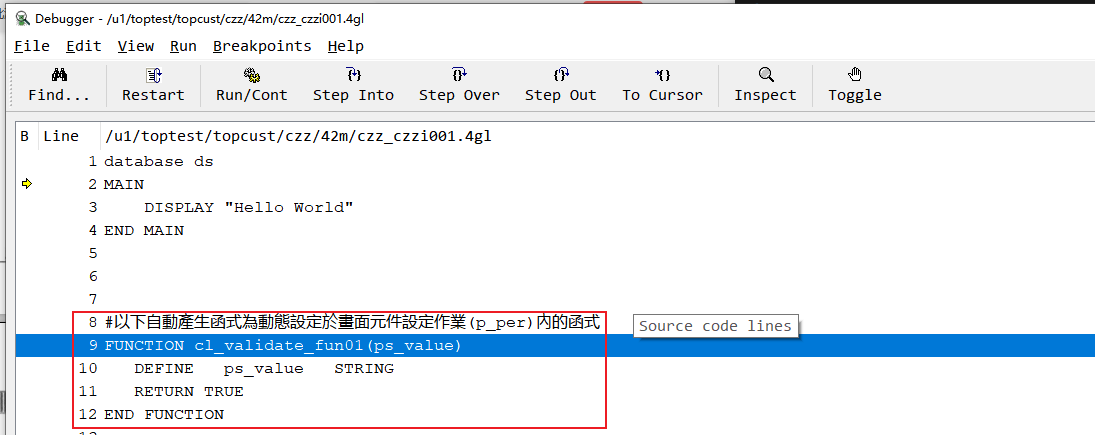 Debugger - /u1/toptest/topcust/czz/42m/czz_czzi001.4gl
File Edit View Run Breakpoints Help
Find... Restart Run/Cont Step Into Step Over Step Out To Cursor Inspect Toggle
B Line /u1/toptest/topcust/czz/42m/czz_czzi001.4gl
1 database ds
2 MAIN
3 DISPLAY "Hello World"
4 END MAIN
5
6
7
8 #以下自動產生函式為動態設定於畫面元件設定作業(p_per)內的函式
Source code lines
9 FUNCTION cl_validate_fun01(ps_value)
10 DEFINE ps_value STRING
11 RETURN TRUE
12 END FUNCTION